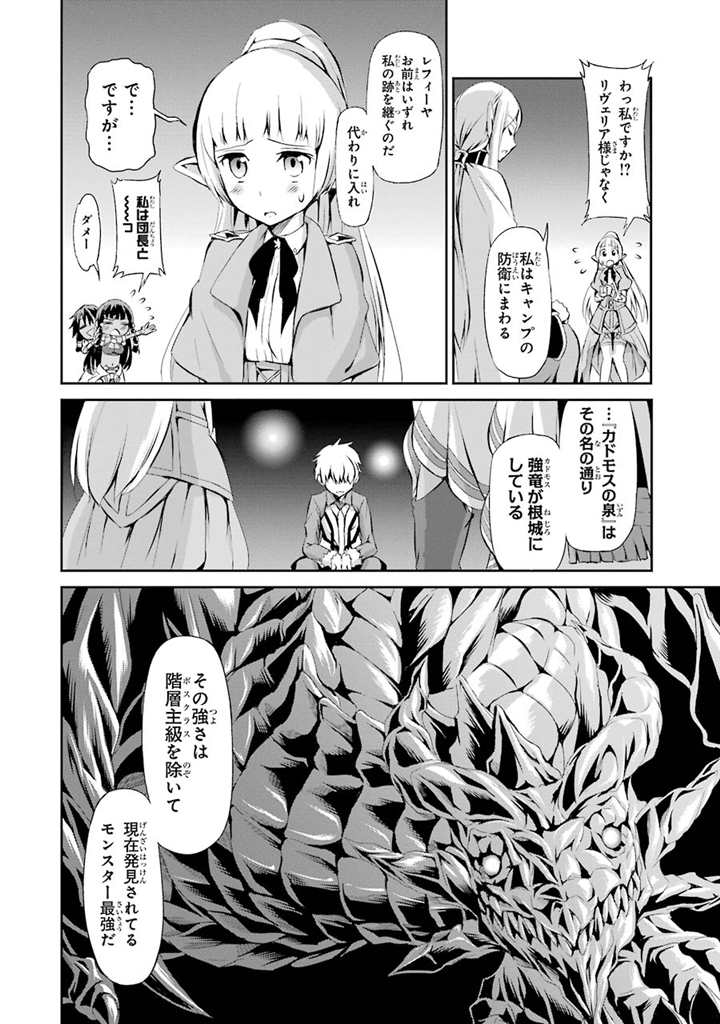 わっ私ですか!?
リヴェリア様じゃなく
私はキャンプの
防衛にまわる
レフィーヤ
お前はいずれ
私の跡を継ぐのだ
代わりに入れ
で…
ですが…
私は団長と
〜〜コ
ダメー
…『カドモスの泉』は
その名の通り
強竜が根城に
している
その強さは
階層主級を除いて
現在発見されてる
モンスター最強だ